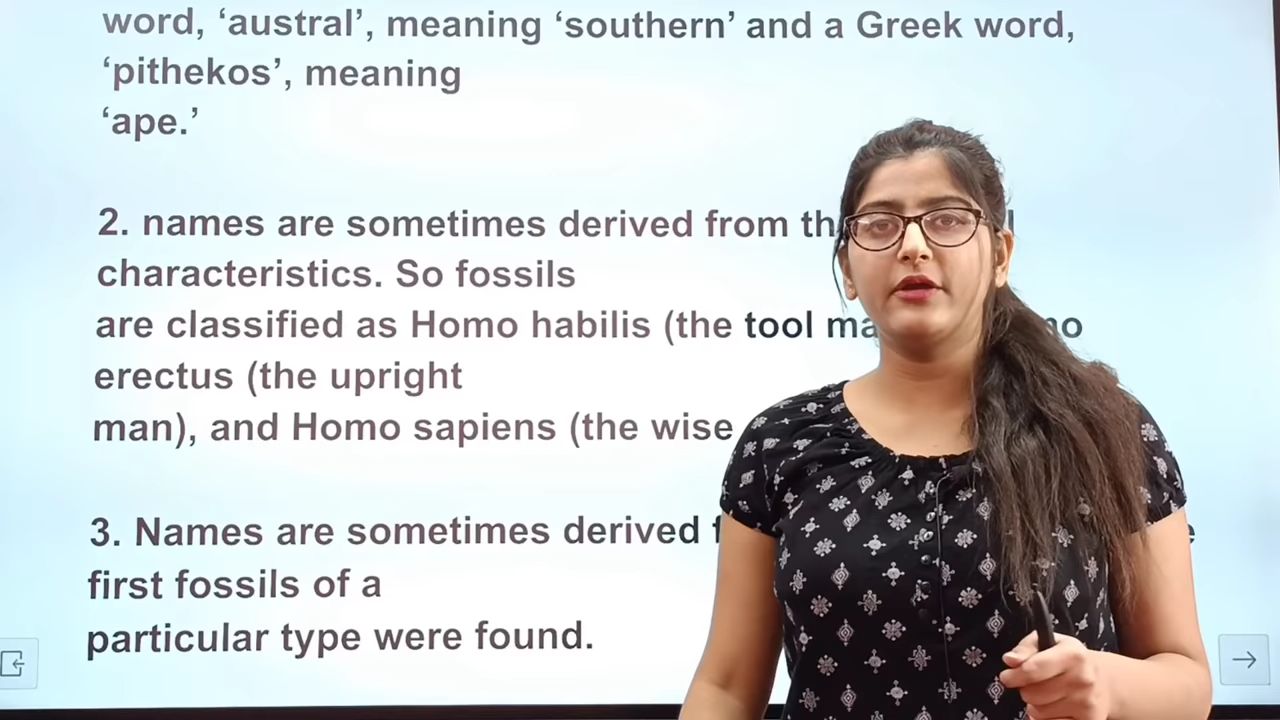 word, ‘austral’, meaning ‘southern’ and a Greek word,
‘pithekos’, meaning
‘ape.’
2. names are sometimes derived from
characteristics. So fossils
are classified as Homo habilis (the tool
erectus (the upright
man), and Homo sapiens (the wise
3. Names are sometimes derived
first fossils of a
particular type were found.